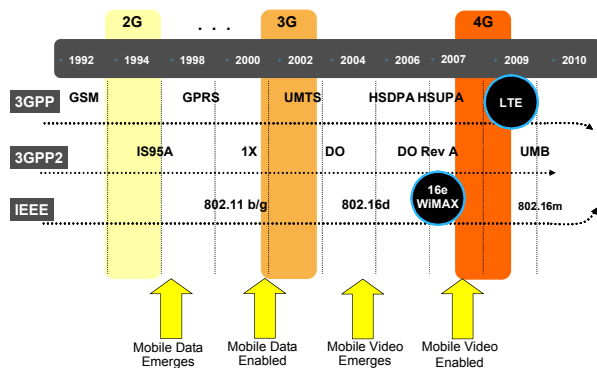 2G . . . 3G 4G
1992 1994 1998 2000 2002 2004 2006 2007 2009 2010
3GPP GSM GPRS UMTS HSDPA HSUPA LTE
3GPP2 IS95A 1X DO DO Rev A UMB
IEEE 802.11 b/g 802.16d 16e 802.16m
WiMAX
Mobile Data Mobile Data Mobile Video Mobile Video
Emerges Enabled Emerges Enabled